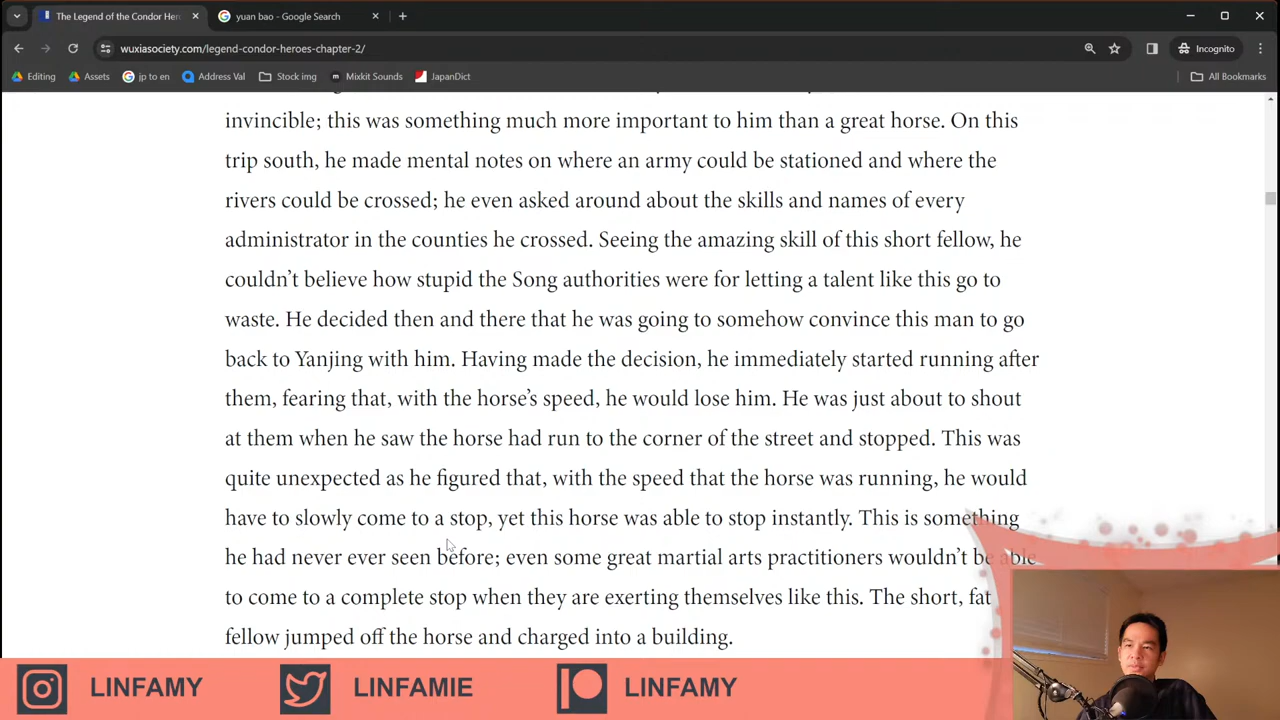 The Legend of the Condor Her
yuan bao - Google Search
wuxiasociety.com/legend-condor-heroes-chapter-2/
Incognito
Editing
Assets
jp to en
Address Val
Stock img
Mixkit Sounds
JapanDict
All Bookmarks
invincible; this was something much more important to him than a great horse. On this
trip south, he made mental notes on where an army could be stationed and where the
rivers could be crossed; he even asked around about the skills and names of every
administrator in the counties he crossed. Seeing the amazing skill of this short fellow, he
couldn’t believe how stupid the Song authorities were for letting a talent like this go to
waste. He decided then and there that he was going to somehow convince this man to go
back to Yanjing with him. Having made the decision, he immediately started running after
them, fearing that, with the horse’s speed, he would lose him. He was just about to shout
at them when he saw the horse had run to the corner of the street and stopped. This was
quite unexpected as he figured that, with the speed that the horse was running, he would
have to slowly come to a stop, yet this horse was able to stop instantly. This is something
he had never ever seen before; even some great martial arts practitioners wouldn’t be able
to come to a complete stop when they are exerting themselves like this. The short, fat
fellow jumped off the horse and charged into a building.
LINFAMY
LINFAMIE
LINFAMY